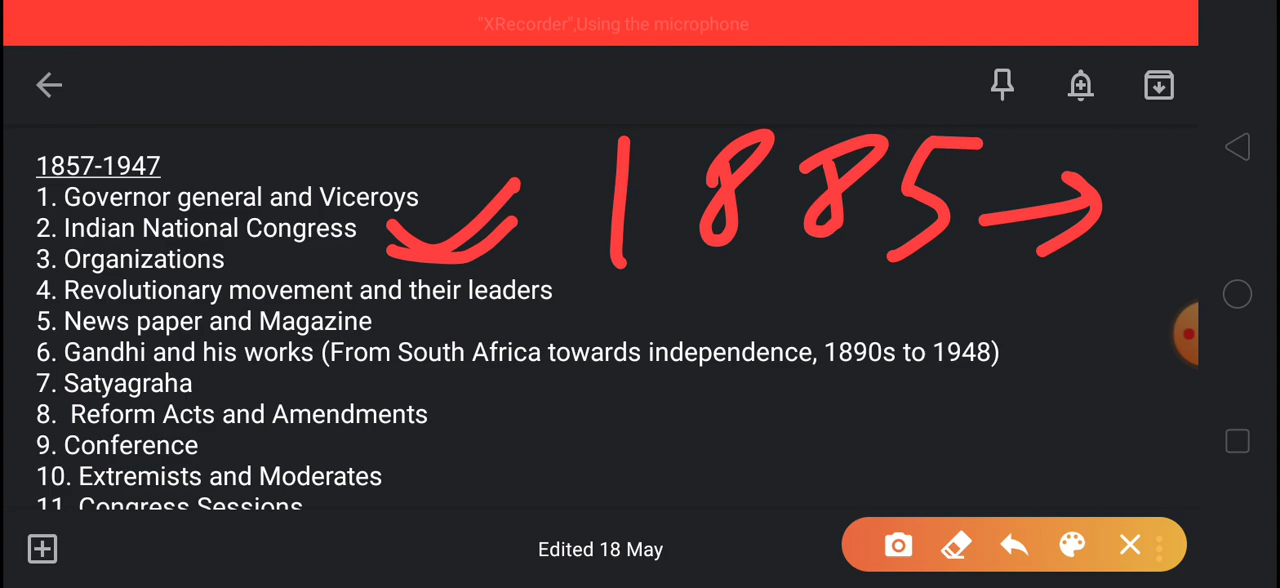 "XRecorder",Using the microphone
1857-1947
1. Governor general and Viceroys
2. Indian National Congress
1885→
3. Organizations
4. Revolutionary movement and their leaders
5. News paper and Magazine
6. Gandhi and his works (From South Africa towards independence, 1890s to 1948)
7. Satyagraha
8.  Reform Acts and Amendments
9. Conference
10. Extremists and Moderates
11. Congress Sessions
Edited 18 May